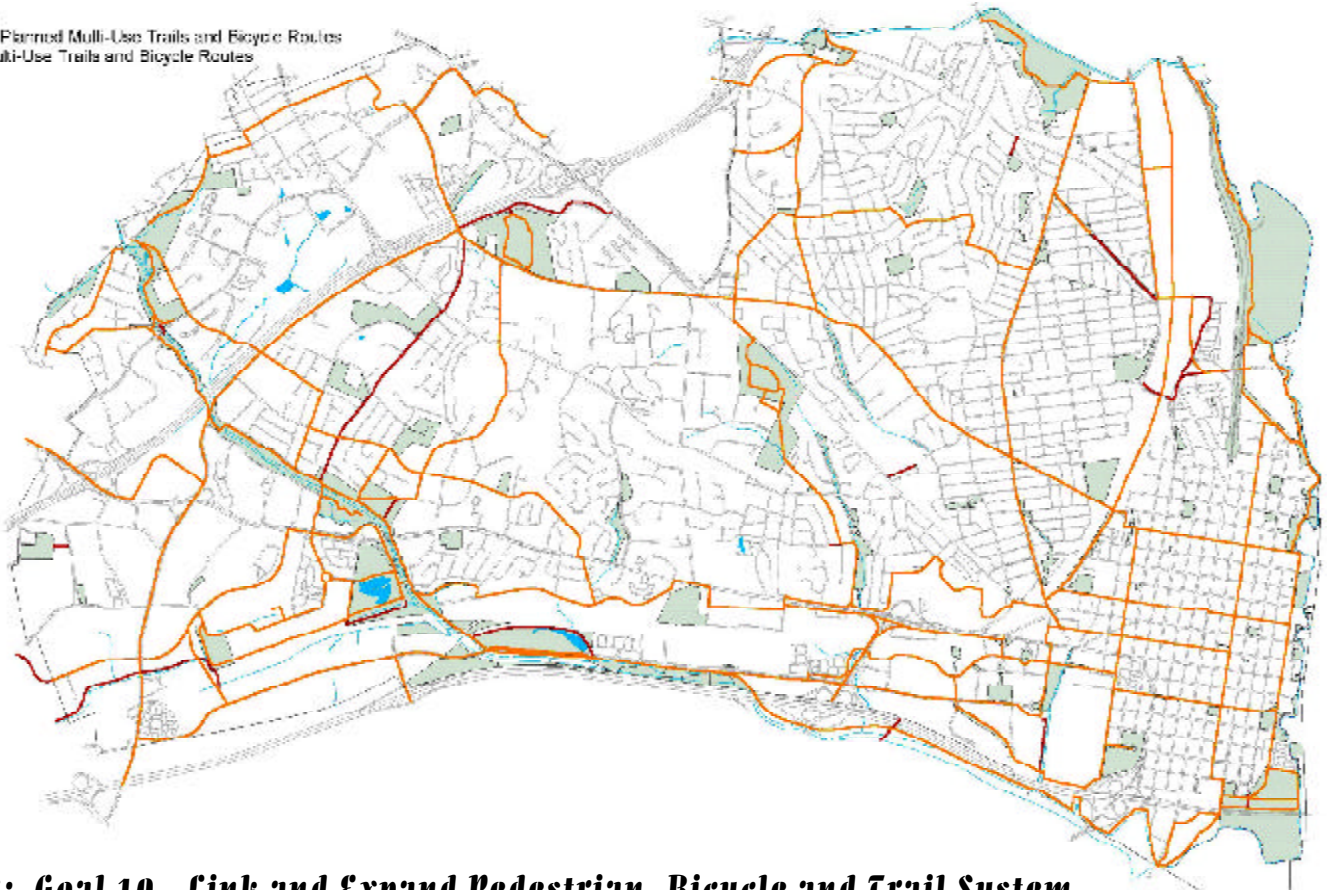 Planned Multi-Use Trails and Bicycle Routes
lti-Use Trails and Bicycle Routes
: Goal 10. Link and Expand Pedestrian, Bicycle and Trail System